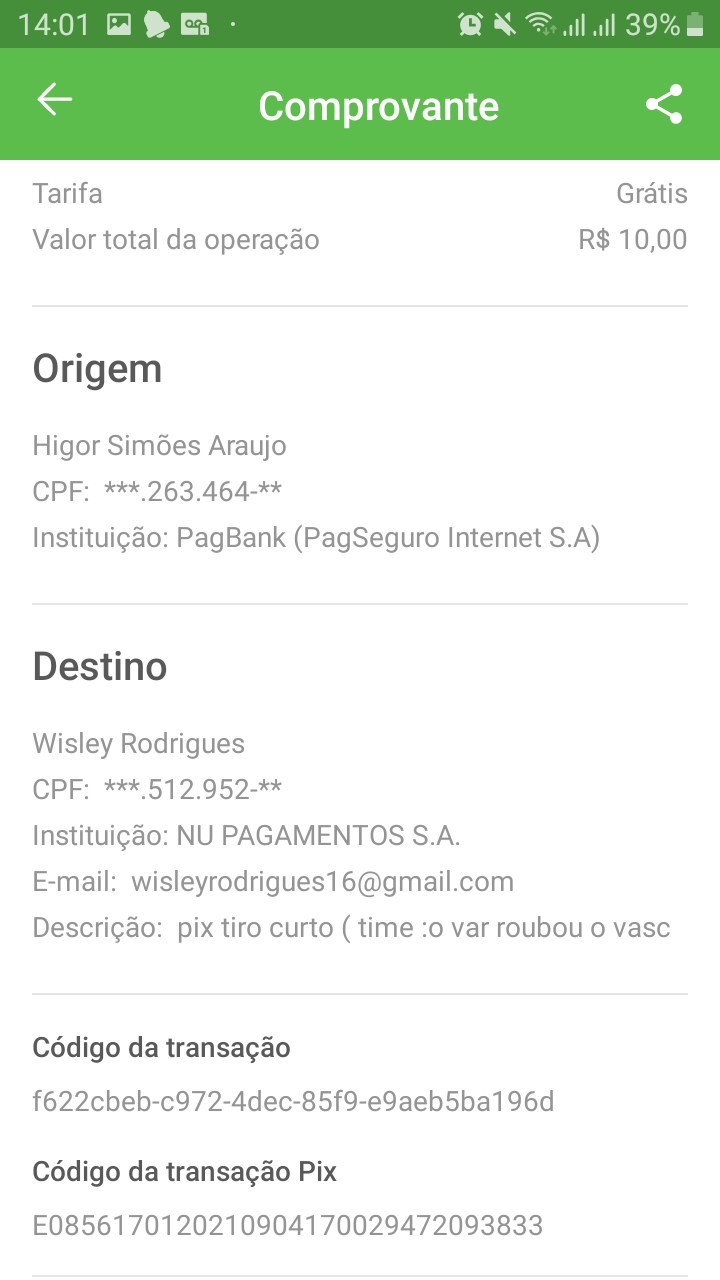 14:01
39%
Comprovante
Tarifa Grátis
Valor total da operação R$ 10,00
Origem
Higor Simões Araujo
CPF: ***.263.464-**
Instituição: PagBank (PagSeguro Internet S.A)
Destino
Wisley Rodrigues
CPF: ***.512.952-**
Instituição: NU PAGAMENTOS S.A.
E-mail: wisleyrodrigues16@gmail.com
Descrição: pix tiro curto ( time :o var roubou o vasc
Código da transação
f622cbeb-c972-4dec-85f9-e9aeb5ba196d
Código da transação Pix
E0856170120210904170029472093833